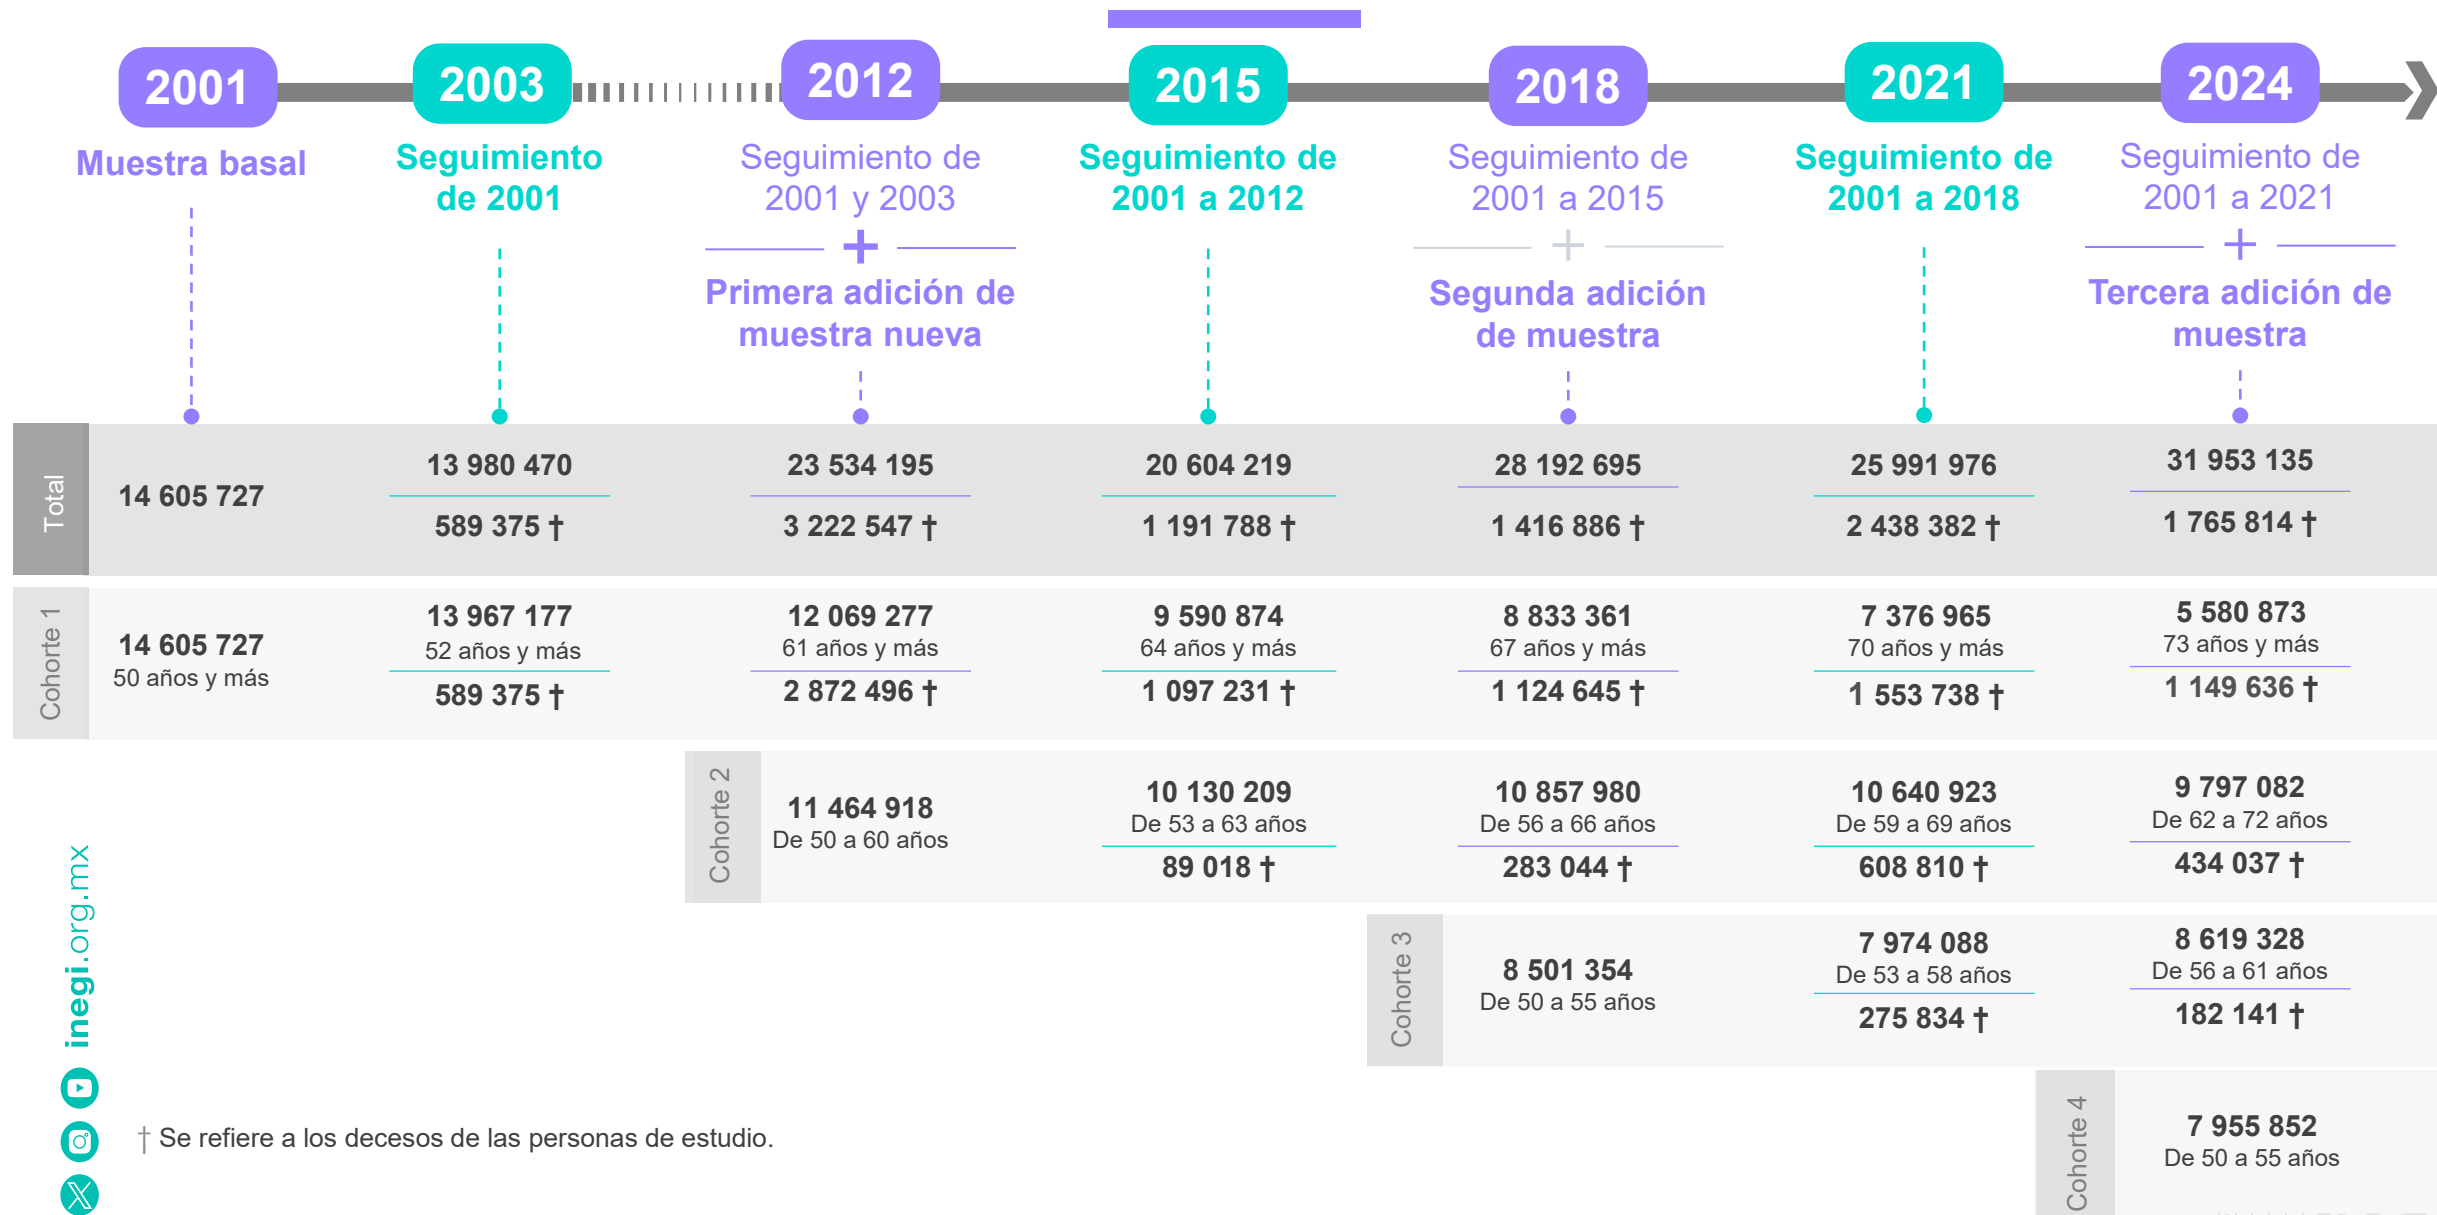 2001
2003
2012
2015
2018
2021
2024
Muestra basal
Seguimiento
de 2001
Seguimiento de
2001 y 2003
+
Primera adición de
muestra nueva
Seguimiento de
2001 a 2012
Seguimiento de
2001 a 2015
+
Segunda adición
de muestra
Seguimiento de
2001 a 2018
Seguimiento de
2001 a 2021
+
Tercera adición de
muestra
Total
14 605 727
13 980 470
589 375 †
23 534 195
3 222 547 †
20 604 219
1 191 788 †
28 192 695
1 416 886 †
25 991 976
2 438 382 †
31 953 135
1 765 814 †
Cohorte 1
14 605 727
50 años y más
13 967 177
52 años y más
589 375 †
12 069 277
61 años y más
2 872 496 †
9 590 874
64 años y más
1 097 231 †
8 833 361
67 años y más
1 124 645 †
7 376 965
70 años y más
1 553 738 †
5 580 873
73 años y más
1 149 636 †
Cohorte 2
11 464 918
De 50 a 60 años
10 130 209
De 53 a 63 años
89 018 †
10 857 980
De 56 a 66 años
283 044 †
10 640 923
De 59 a 69 años
608 810 †
9 797 082
De 62 a 72 años
434 037 †
Cohorte 3
8 501 354
De 50 a 55 años
7 974 088
De 53 a 58 años
275 834 †
8 619 328
De 56 a 61 años
182 141 †
Cohorte 4
7 955 852
De 50 a 55 años
† Se refiere a los decesos de las personas de estudio.
inegi.org.mx